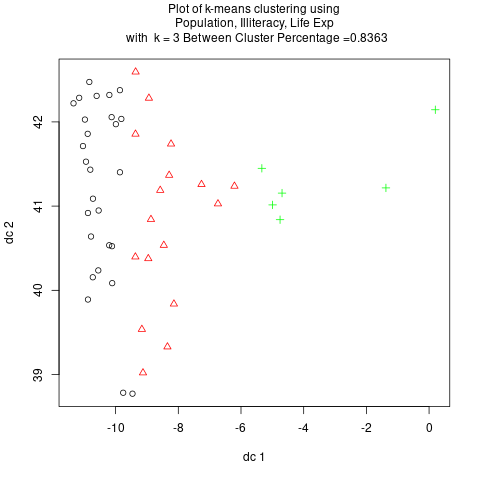 Plot of k-means clustering using
Population, Illiteracy, Life Exp
with k = 3 Between Cluster Percentage =0.8363
42
41
40
39
dc 2
-10
-8
-6
-4
-2
0
dc 1